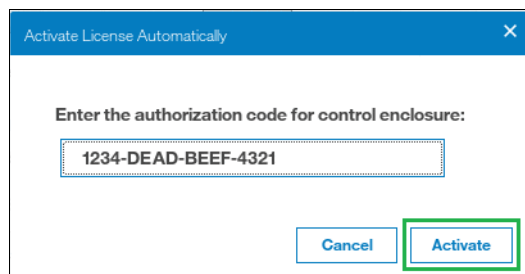 Activate License Automatically
Enter the authorization code for control enclosure:
1234-DEAD-BEEF-4321
Cancel Activate